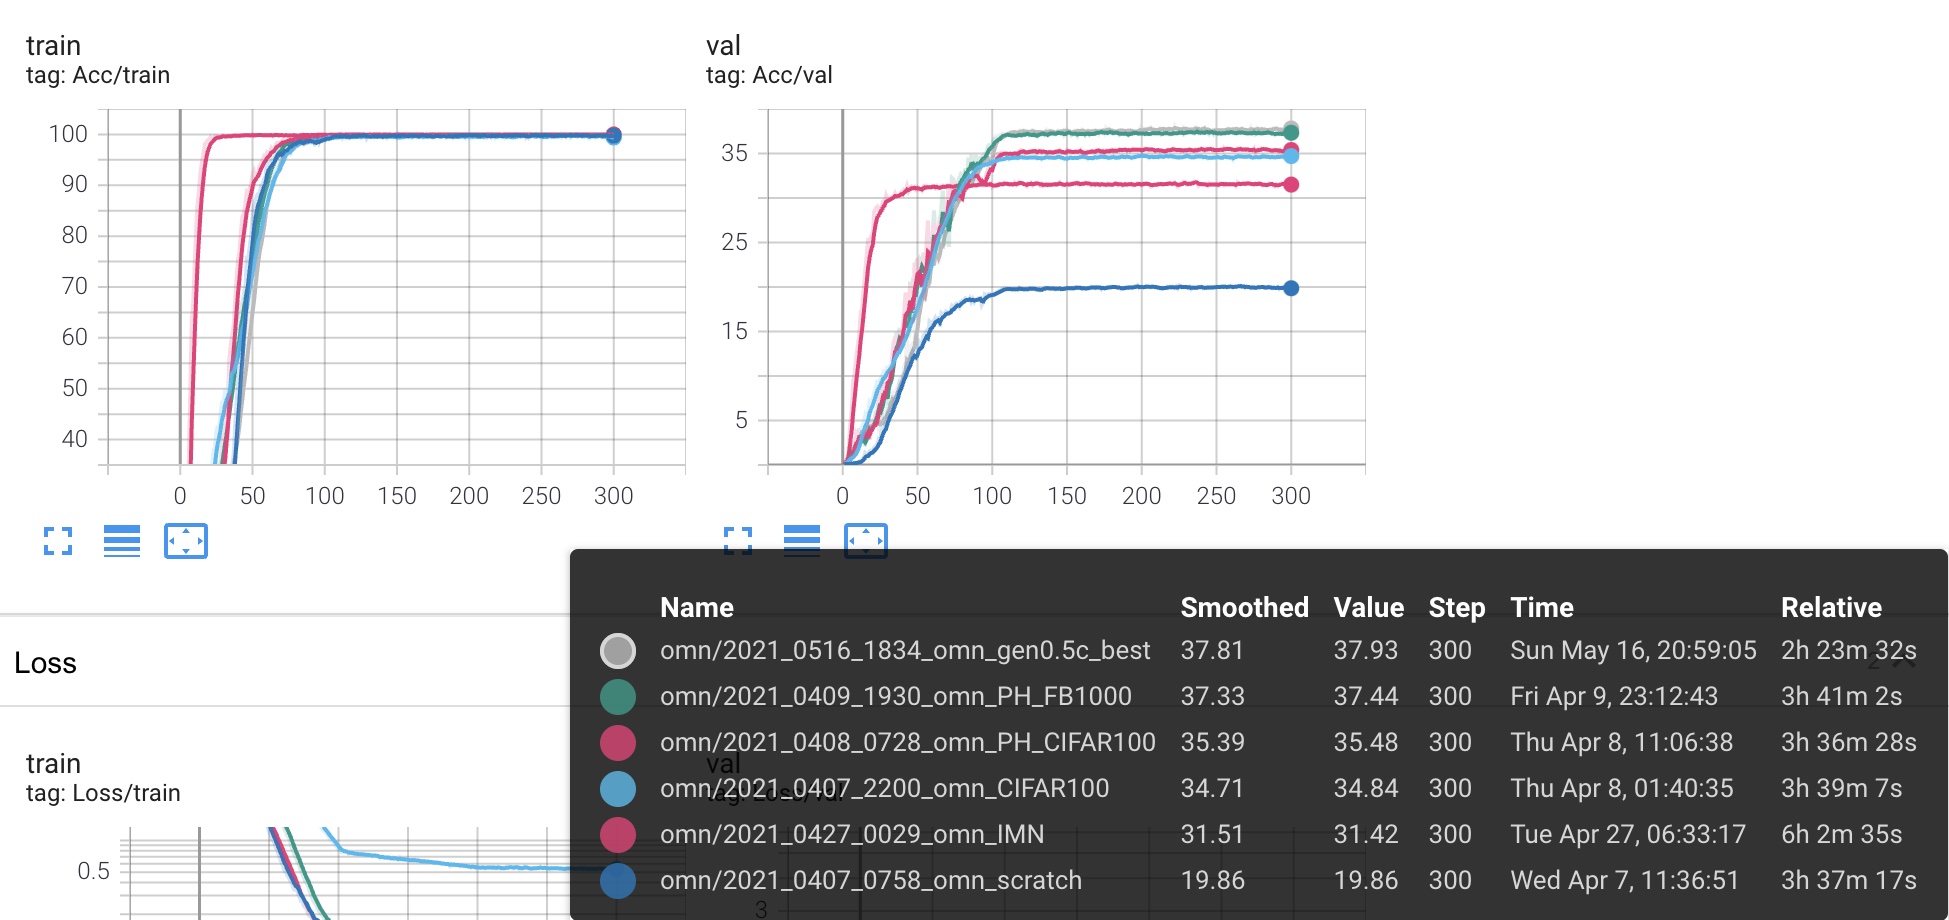 train
tag: Acc/train
100
90
80
70
60
50
40
0 50 100 150 200 250 300
val
tag: Acc/val
35
25
15
5
0 50 100 150 200 250 300
Loss
2
train
tag: Loss/train
0.5
val
tag: Loss/val
3
Name Smoothed Value Step Time Relative
omn/2021_0516_1834_omn_gen0.5c_best 37.81 37.93 300 Sun May 16, 20:59:05 2h 23m 32s
omn/2021_0409_1930_omn_PH_FB1000 37.33 37.44 300 Fri Apr 9, 23:12:43 3h 41m 2s
omn/2021_0408_0728_omn_PH_CIFAR100 35.39 35.48 300 Thu Apr 8, 11:06:38 3h 36m 28s
omn/2021_0407_2200_omn_CIFAR100 34.71 34.84 300 Thu Apr 8, 01:40:35 3h 39m 7s
omn/2021_0427_0029_omn_IMN 31.51 31.42 300 Tue Apr 27, 06:33:17 6h 2m 35s
omn/2021_0407_0758_omn_scratch 19.86 19.86 300 Wed Apr 7, 11:36:51 3h 37m 17s